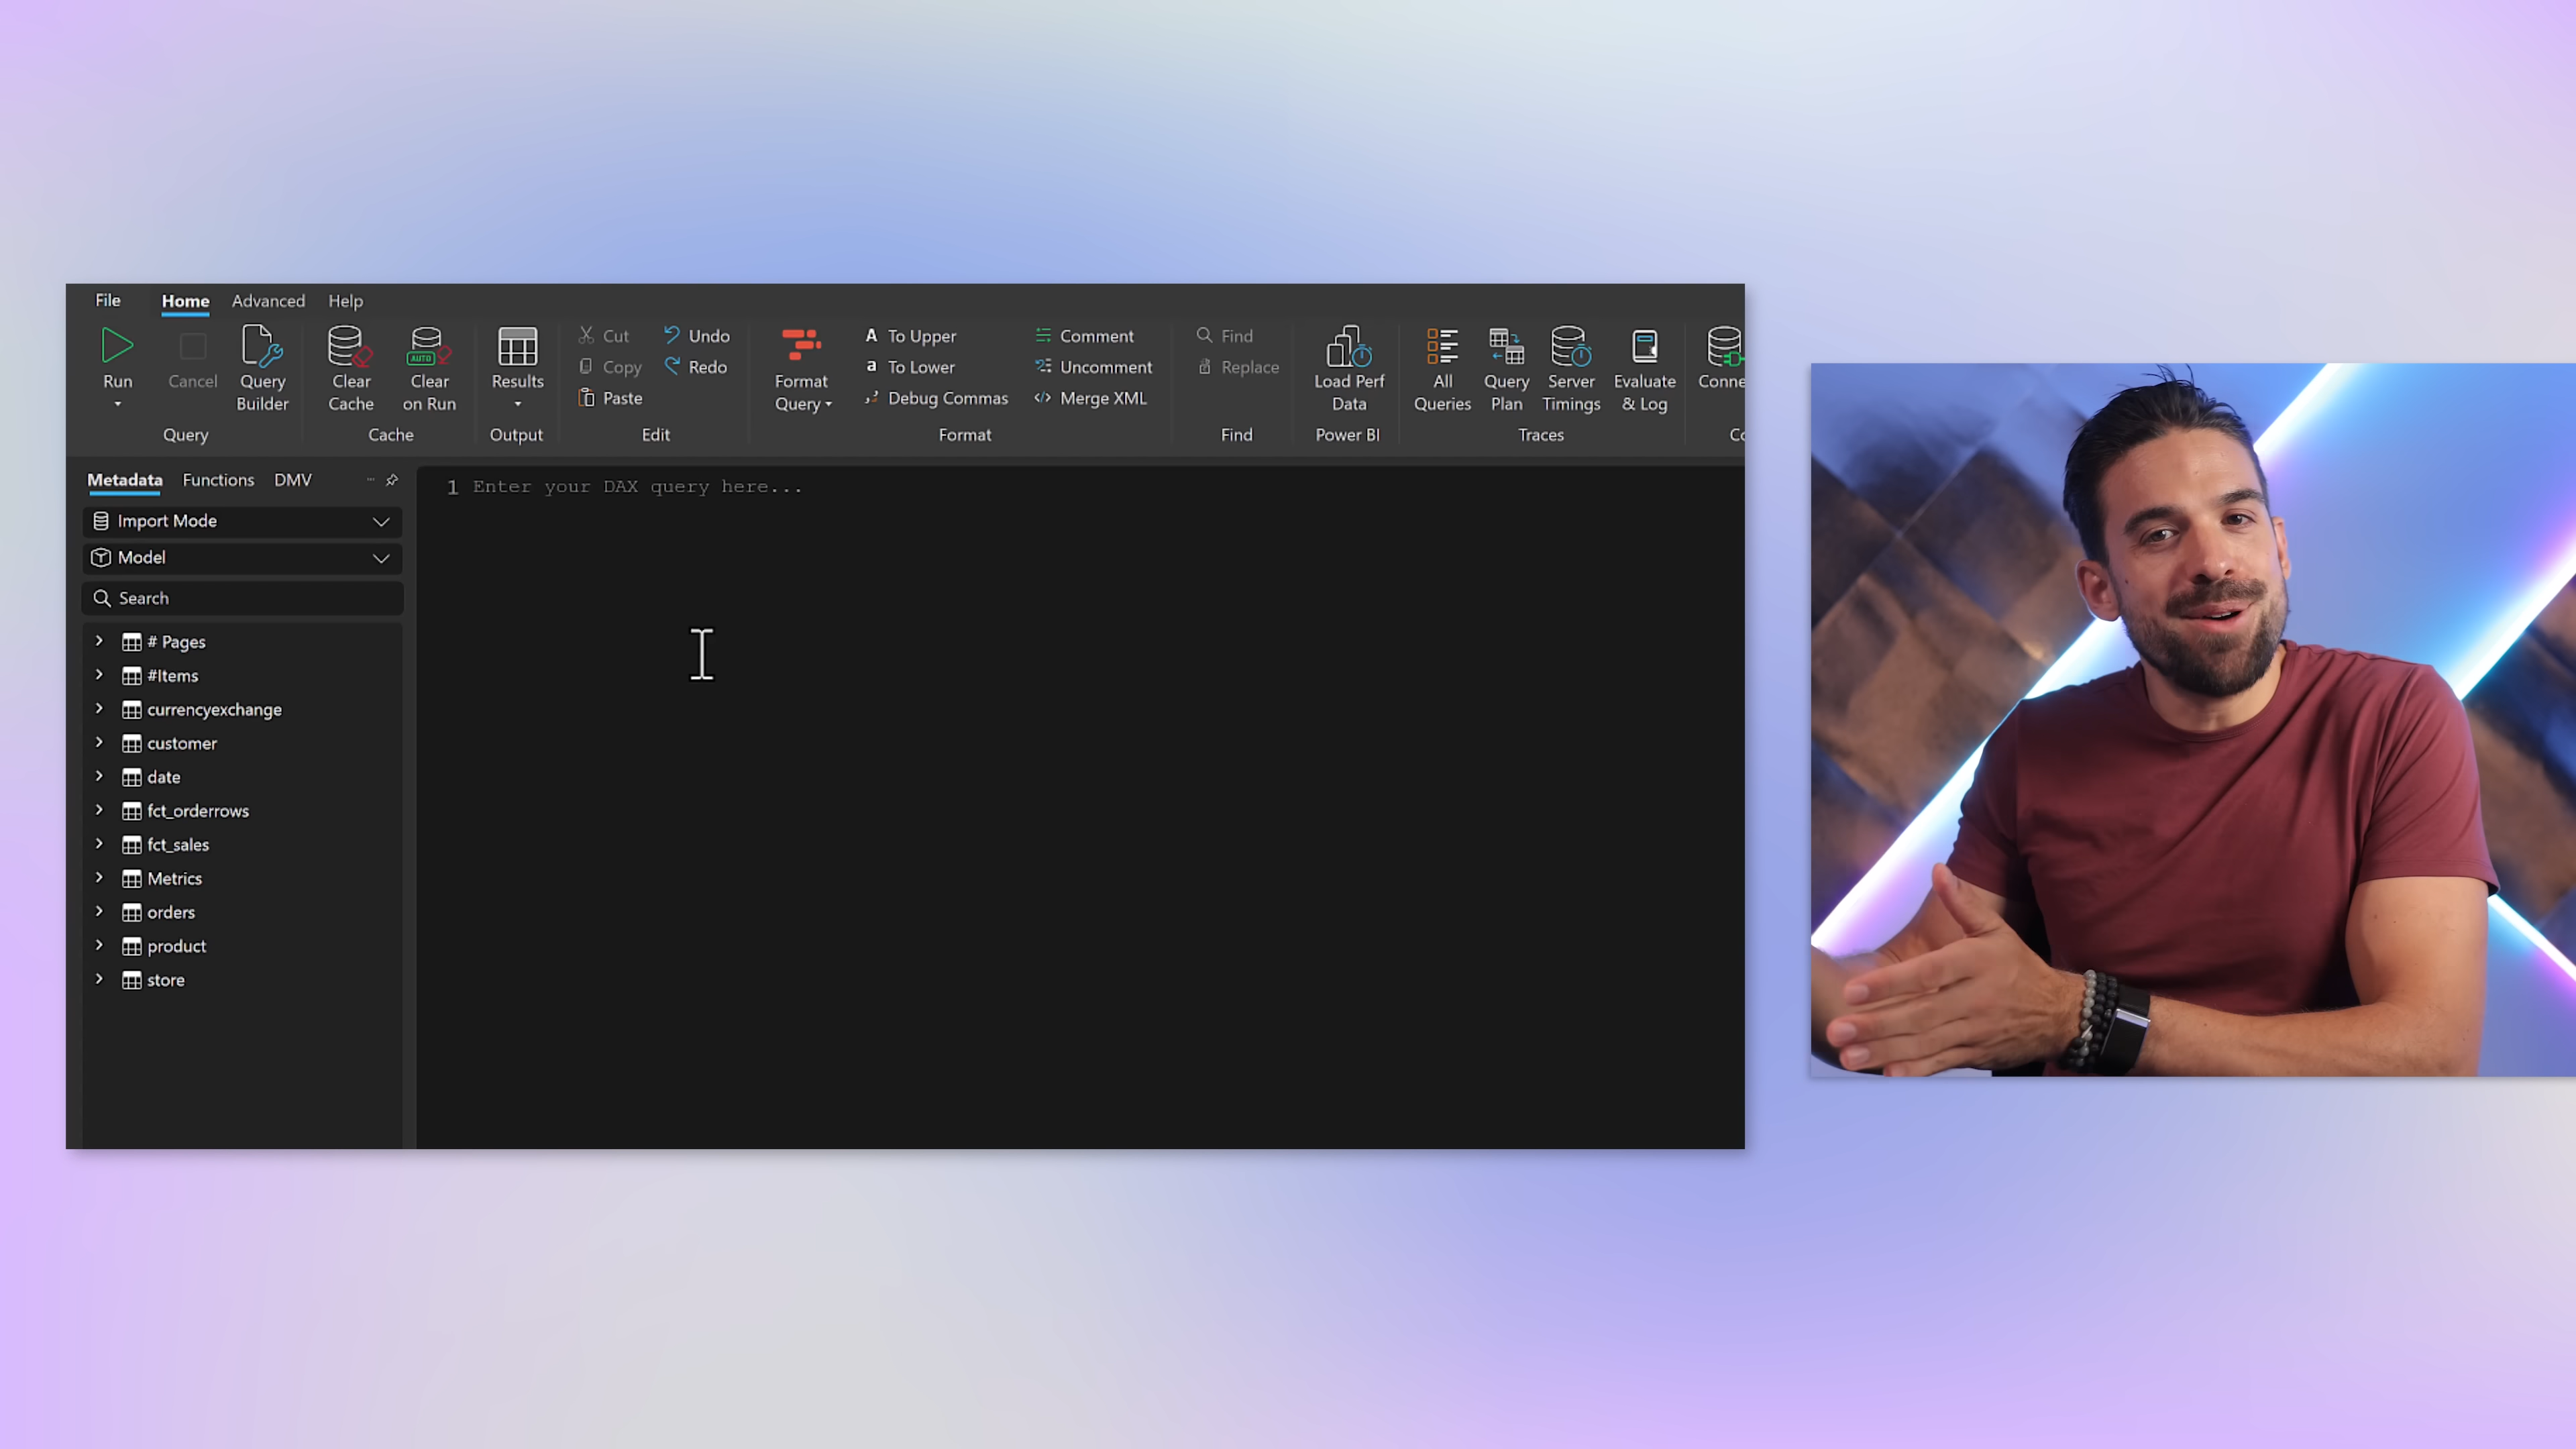 File Home Advanced Help
Run
Cancel
Query
Builder
Query
Clear
Cache
Clear
on Run
AUTO
Cache
Results
Output
Cut
Copy
Paste
Undo
Redo
Edit
Format
Query
A To Upper
a To Lower
Debug Commas
Comment
Uncomment
Merge XML
Format
Find
Replace
Find
Load Perf
Data
Power BI
All
Queries
Query
Plan
Server
Timings
Evaluate
& Log
Traces
Conne
Metadata Functions DMV
Import Mode
Model
Search
# Pages
#Items
currencyexchange
customer
date
fct_orderrows
fct_sales
Metrics
orders
product
store
1 Enter your DAX query here...